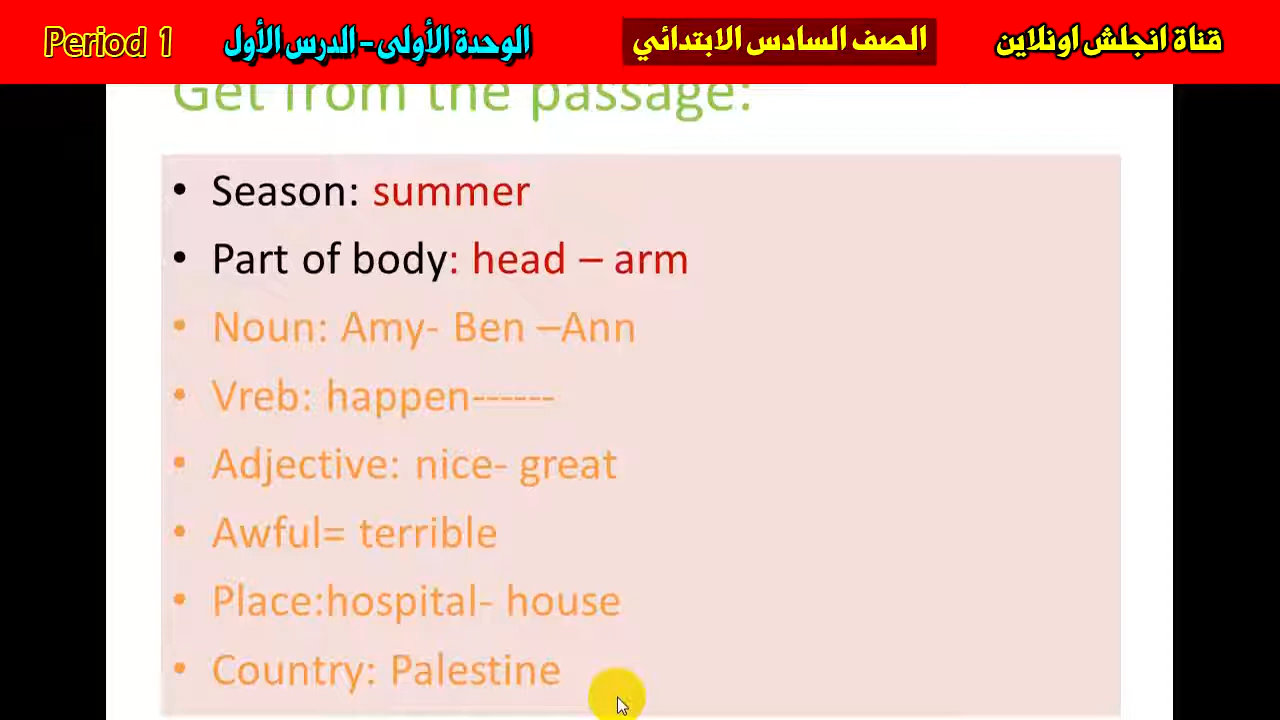 قناة انجلش اونلاين الصف السادس الابتدائي الوحدة الأولى - الدرس الأول Period 1
Get from the passage:
• Season: summer
• Part of body: head – arm
• Noun: Amy- Ben –Ann
• Vreb: happen------
• Adjective: nice- great
• Awful= terrible
• Place:hospital- house
• Country: Palestine